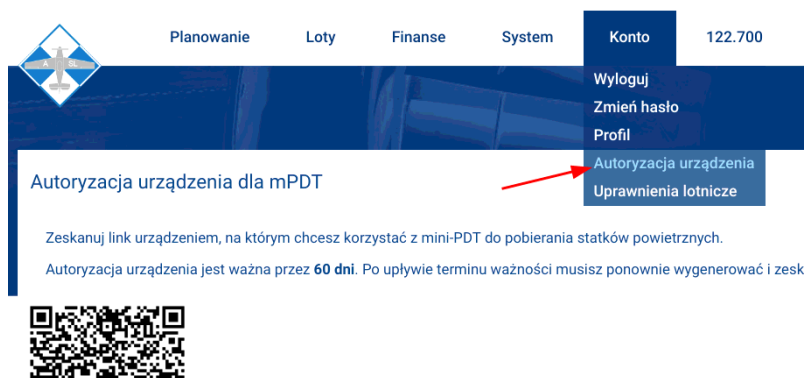 Planowanie Loty Finanse System Konto 122.700
A SL
Wyloguj
Zmień hasło
Profil
Autoryzacja urządzenia
Uprawnienia lotnicze
Autoryzacja urządzenia dla mPDT
Zeskanuj link urządzeniem, na którym chcesz korzystać z mini-PDT do pobierania statków powietrznych.
Autoryzacja urządzenia jest ważna przez 60 dni. Po upływie terminu ważności musisz ponownie wygenerować i zesk